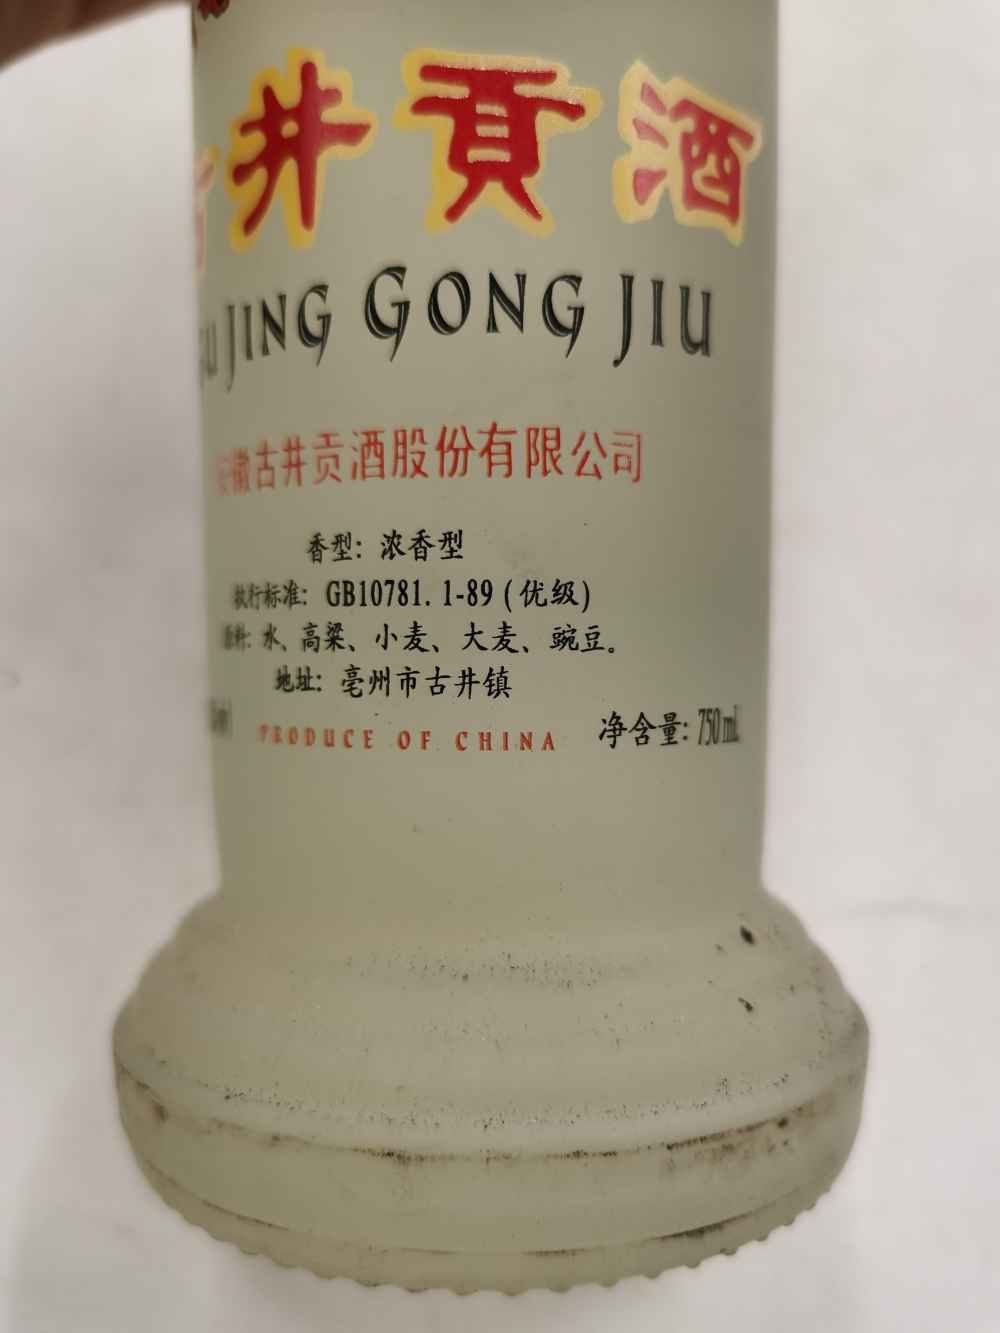 古井贡酒
GU JING GONG JIU
安徽古井贡酒股份有限公司
香型：浓香型
执行标准：GB10781.1-89（优级）
原料：水、高粱、小麦、大麦、豌豆。
地址：亳州市古井镇
PRODUCE OF CHINA
净含量：750mL